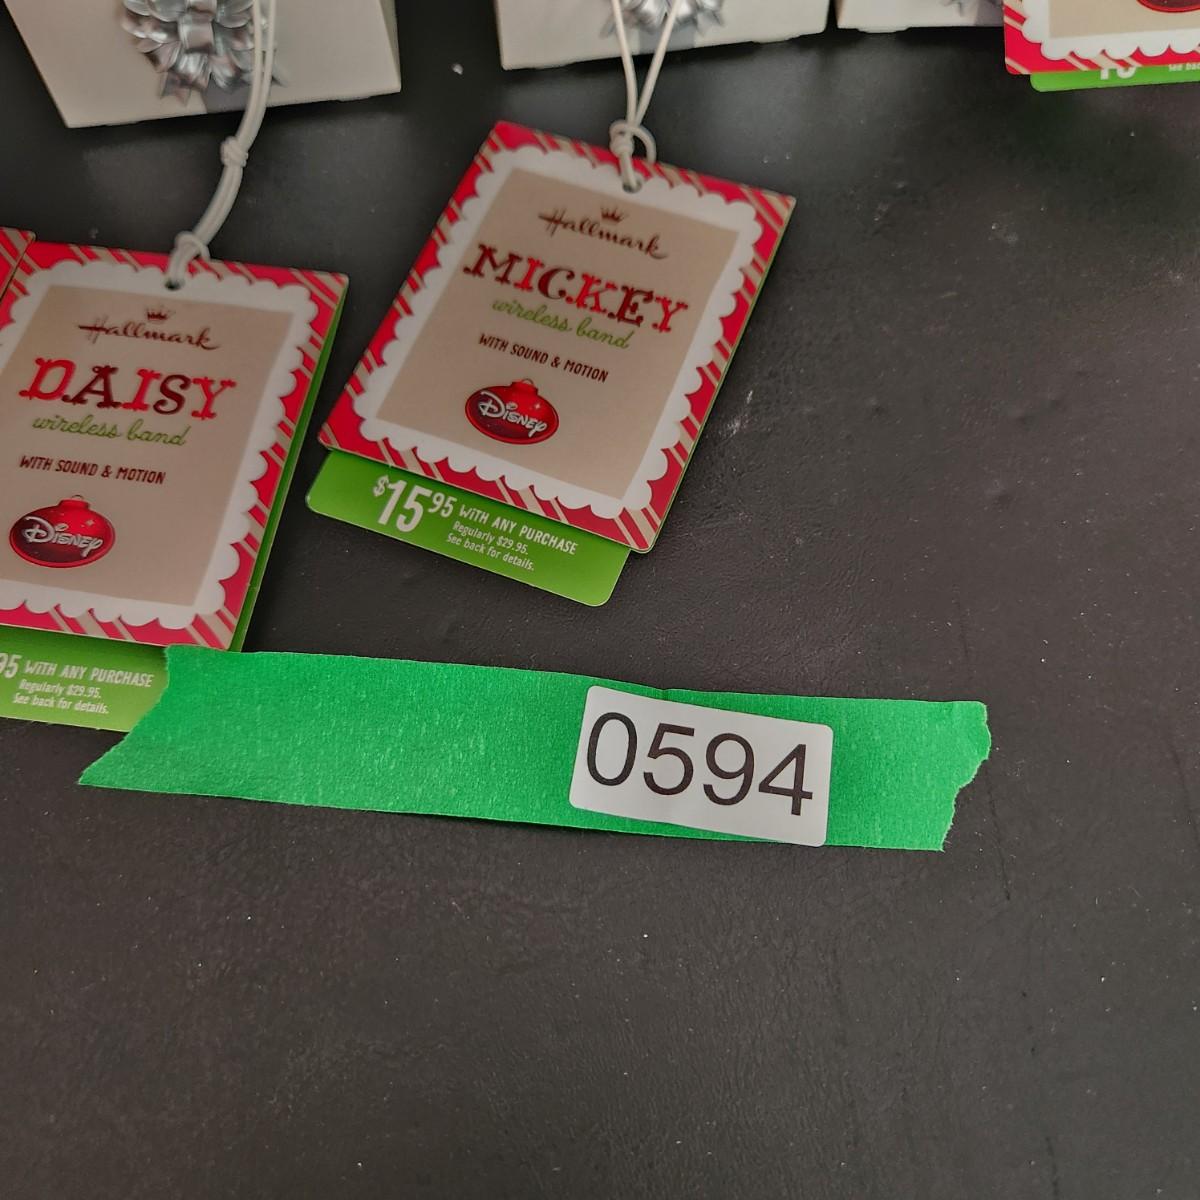 Hallmark
MICKEY
wireless band
WITH SOUND & MOTION
Disney
$15.95 WITH ANY PURCHASE
Regularly $29.95.
See back for details.
Hallmark
DAISY
wireless band
WITH SOUND & MOTION
Disney
95 WITH ANY PURCHASE
Regularly $29.95.
See back for details.
0594